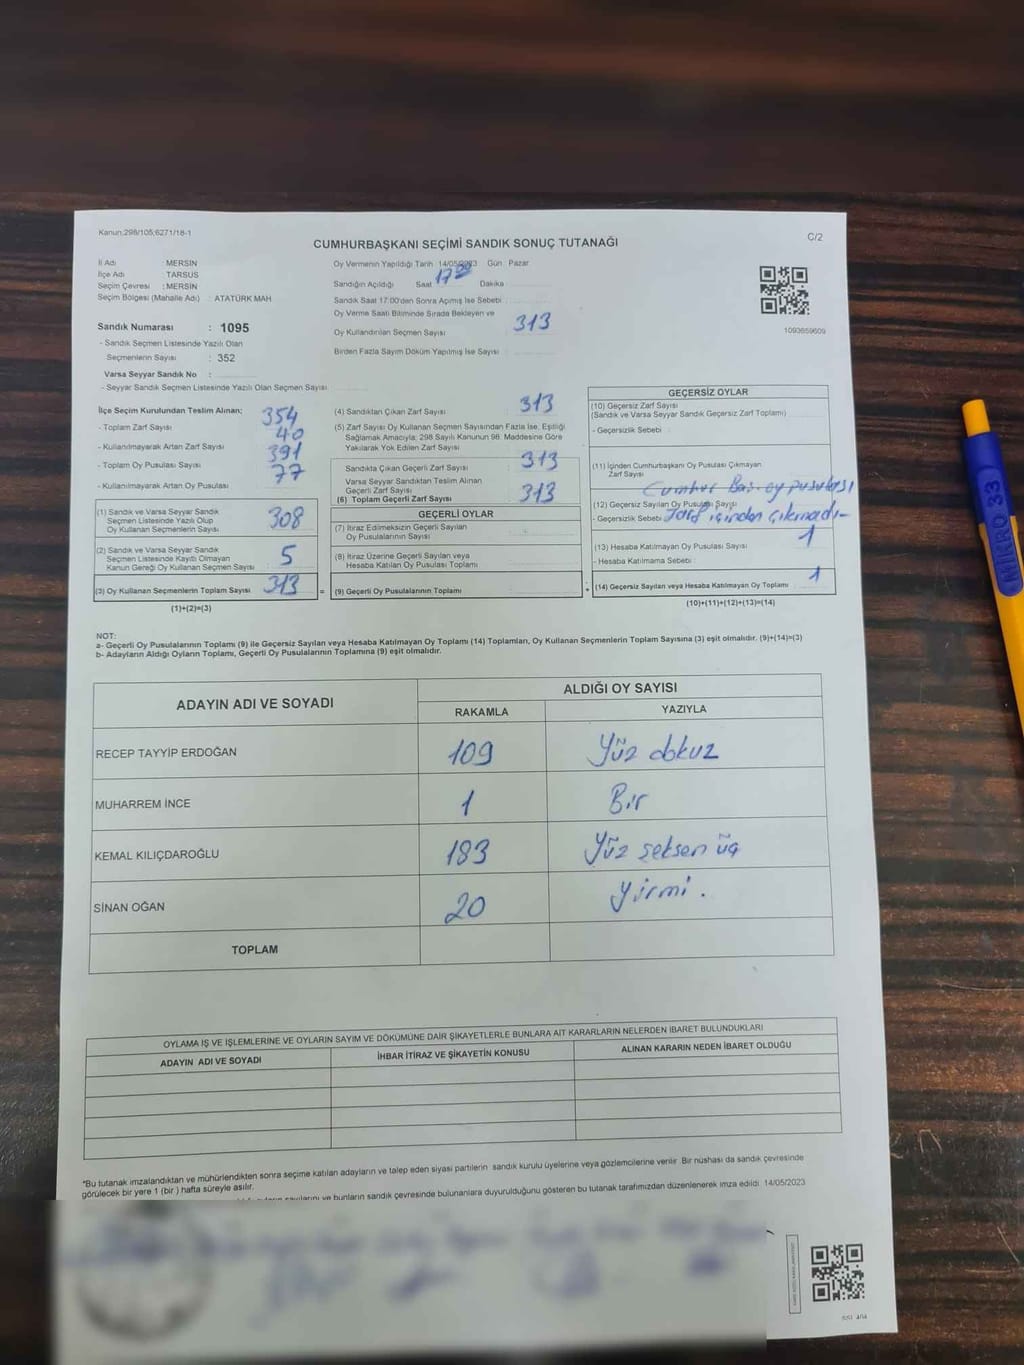 Kanun:298/105;6271/18-1
C/2
CUMHURBAŞKANI SEÇİMİ SANDIK SONUÇ TUTANAĞI
İl Adı : MERSİN
İlçe Adı : TARSUS
Seçim Çevresi : MERSİN
Seçim Bölgesi (Mahalle Adı) : ATATÜRK MAH
Sandık Numarası : 1095
- Sandık Seçmen Listesinde Yazılı Olan
Seçmenlerin Sayısı : 352
Varsa Seyyar Sandık No :
- Seyyar Sandık Seçmen Listesinde Yazılı Olan Seçmen Sayısı
Oy Vermenin Yapıldığı Tarih : 14/05/2023 Gün : Pazar
Sandığın Açıldığı Saat 17 00 Dakika
Sandık Saat 17:00'den Sonra Açımış İse Sebebi
Oy Verme Saati Bitiminde Sırada Bekleyen ve
Oy Kullandırılan Seçmen Sayısı 313
Birden Fazla Sayım Döküm Yapılmış İse Sayısı
1093659609
İlçe Seçim Kurulundan Teslim Alınan;
- Toplam Zarf Sayısı 354
- Kullanılmayarak Artan Zarf Sayısı 40
- Toplam Oy Pusulası Sayısı 391
- Kullanılmayarak Artan Oy Pusulası 77
(1) Sandık ve Varsa Seyyar Sandık
Seçmen Listesinde Yazılı Olup
Oy Kullanan Seçmenlerin Sayısı 308
(2) Sandık ve Varsa Seyyar Sandık
Seçmen Listesinde Kayıtlı Olmayan
Kanun Gereği Oy Kullanan Seçmen Sayısı 5
(3) Oy Kullanan Seçmenlerin Toplam Sayısı 313 =
(1)+(2)=(3)
(4) Sandıktan Çıkan Zarf Sayısı 313
(5) Zarf Sayısı Oy Kullanan Seçmen Sayısından Fazla İse, Eşitliği
Sağlamak Amacıyla; 298 Sayılı Kanunun 98. Maddesine Göre
Yakılarak Yok Edilen Zarf Sayısı
Sandıkta Çıkan Geçerli Zarf Sayısı 313
Varsa Seyyar Sandıktan Teslim Alınan
Geçerli Zarf Sayısı
(6) Toplam Geçerli Zarf Sayısı 313
GEÇERLİ OYLAR
(7) İtiraz Edilmeksizin Geçerli Sayılan
Oy Pusulalarının Sayısı
(8) İtiraz Üzerine Geçerli Sayılan veya
Hesaba Katılan Oy Pusulası Toplamı
(9) Geçerli Oy Pusulalarının Toplamı +
GEÇERSİZ OYLAR
(10) Geçersiz Zarf Sayısı
(Sandık ve Varsa Seyyar Sandık Geçersiz Zarf Toplamı)
- Geçersizlik Sebebi :
(11) İçinden Cumhurbaşkanı Oy Pusulası Çıkmayan
Zarf Sayısı
Cumhur Baş. oy pusulası
(12) Geçersiz Sayılan Oy Pusulası Sayısı
- Geçersizlik Sebebi Zarf içinden çıkmadı-
(13) Hesaba Katılmayan Oy Pusulası Sayısı 1
- Hesaba Katılmama Sebebi :
(14) Geçersiz Sayılan veya Hesaba Katılmayan Oy Toplamı 1
(10)+(11)+(12)+(13)=(14)
NOT:
a- Geçerli Oy Pusulalarının Toplamı (9) ile Geçersiz Sayılan veya Hesaba Katılmayan Oy Toplamı (14) Toplamları, Oy Kullanan Seçmenlerin Toplam Sayısına (3) eşit olmalıdır. (9)+(14)=(3)
b- Adayların Aldığı Oyların Toplamı, Geçerli Oy Pusulalarının Toplamına (9) eşit olmalıdır.
ADAYIN ADI VE SOYADI ALDIĞI OY SAYISI
RAKAMLA YAZIYLA
RECEP TAYYİP ERDOĞAN 109 Yüz dokuz
MUHARREM İNCE 1 Bir
KEMAL KILIÇDAROĞLU 183 Yüz seksen üç
SİNAN OĞAN 20 Yirmi.
TOPLAM
OYLAMA İŞ VE İŞLEMLERİNE VE OYLARIN SAYIM VE DÖKÜMÜNE DAİR ŞİKAYETLERLE BUNLARA AİT KARARLARIN NELERDEN İBARET BULUNDUKLARI
ADAYIN ADI VE SOYADI İHBAR İTİRAZ VE ŞİKAYETİN KONUSU ALINAN KARARIN NEDEN İBARET OLDUĞU
*Bu tutanak imzalandıktan ve mühürlendikten sonra seçime katılan adayların ve talep eden siyasi partilerin sandık kurulu üyelerine veya gözlemcilerine verilir. Bir nüshası da sandık çevresinde
görülecek bir yere 1 (bir ) hafta süreyle asılır.
sayılarını ve bunların sandık çevresinde bulunanlara duyurulduğunu gösteren bu tutanak tarafımızdan düzenlenerek imza edildi. 14/05/2023
MİKRO 33